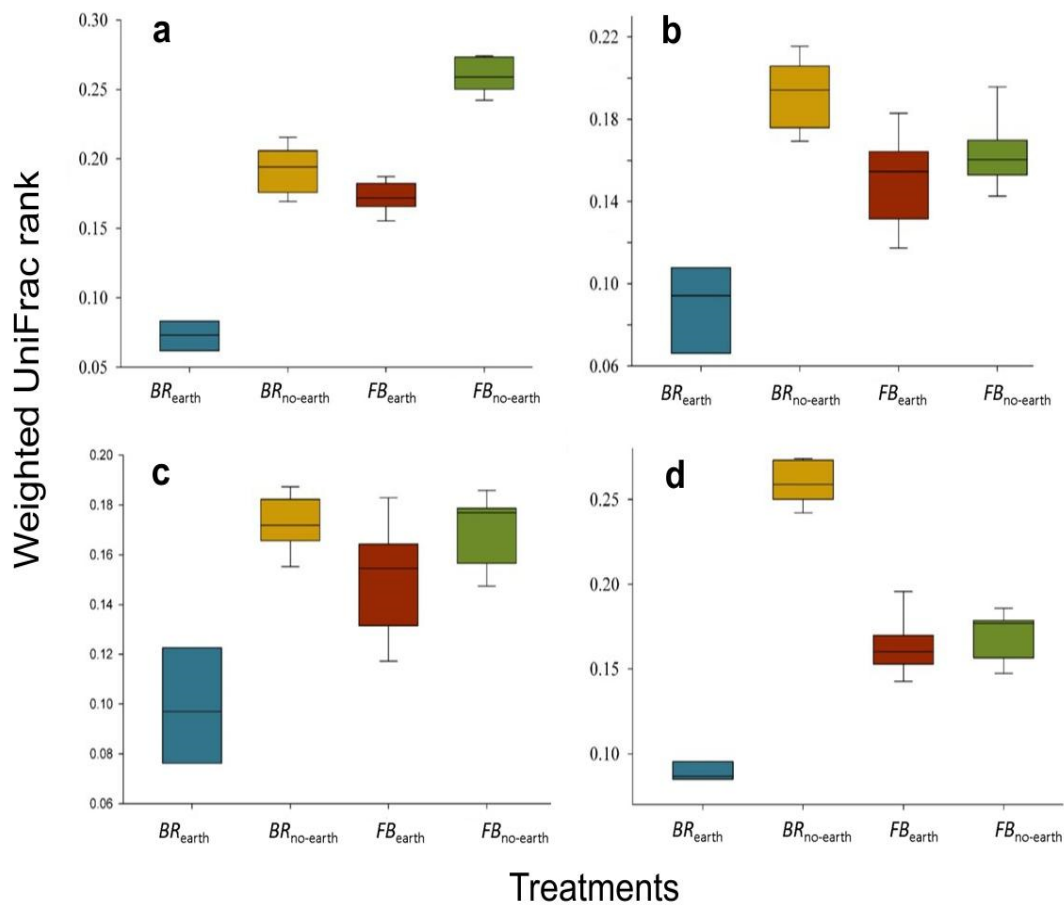 Weighted UniFrac rank
a
0.30
0.25
0.20
0.15
0.10
0.05
BRearth
BRno-earth
FBearth
FBno-earth
b
0.22
0.18
0.14
0.10
0.06
BRearth
BRno-earth
FBearth
FBno-earth
c
0.20
0.18
0.16
0.14
0.12
0.10
0.08
0.06
BRearth
BRno-earth
FBearth
FBno-earth
d
0.25
0.20
0.15
0.10
BRearth
BRno-earth
FBearth
FBno-earth
Treatments